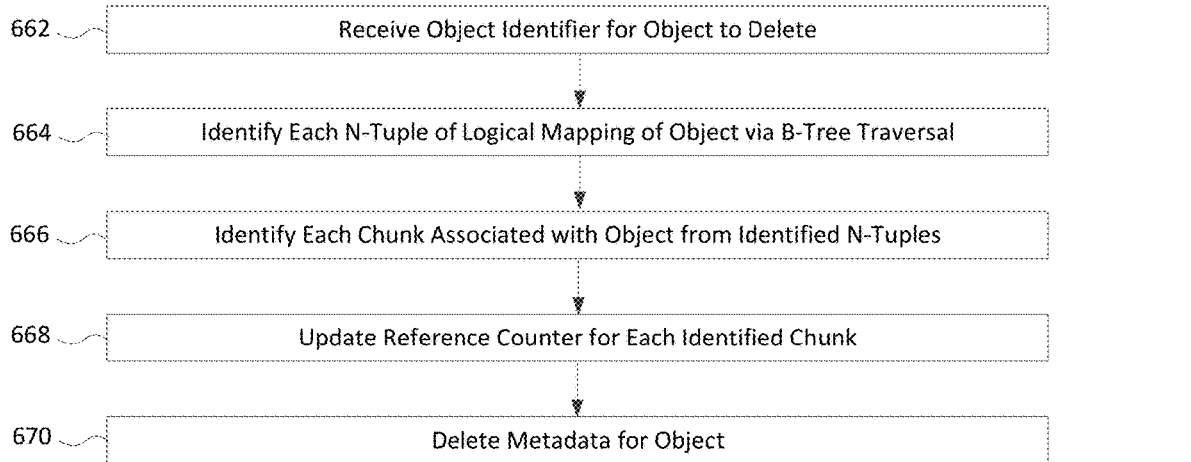 662 Receive Object Identifier for Object to Delete
664 Identify Each N-Tuple of Logical Mapping of Object via B-Tree Traversal
666 Identify Each Chunk Associated with Object from Identified N-Tuples
668 Update Reference Counter for Each Identified Chunk
670 Delete Metadata for Object